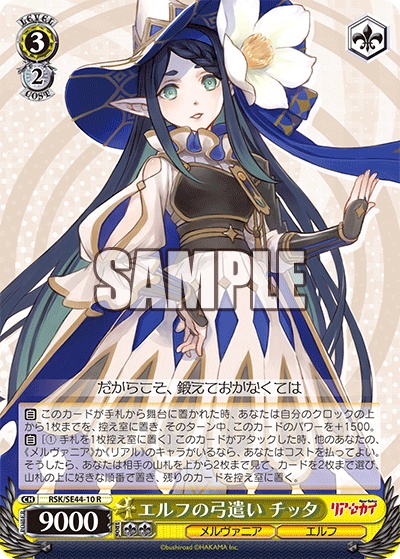 LEVEL
3
2
COST
SAMPLE
だからこそ、鍛えておかなくては
自 このカードが手札から舞台に置かれた時、あなたは自分のクロックの上
から1枚までを、控え室に置き、そのターン中、このカードのパワーを+1500。
自 [① 手札を1枚控え室に置く] このカードがアタックした時、他のあなたの、
《メルヴァニア》か《リアル》のキャラがいるなら、あなたはコストを払ってよい。
そうしたら、あなたは相手の山札を上から2枚まで見て、カードを2枚まで選び、
山札の上に好きな順番で置き、残りのカードを控え室に置く。
CH RSK/SE44-10 R
POWER 9000
SOUL
エルフの弓遣い チッタ
リアセカイ
メルヴァニア エルフ
©bushiroad ©HAKAMA Inc.